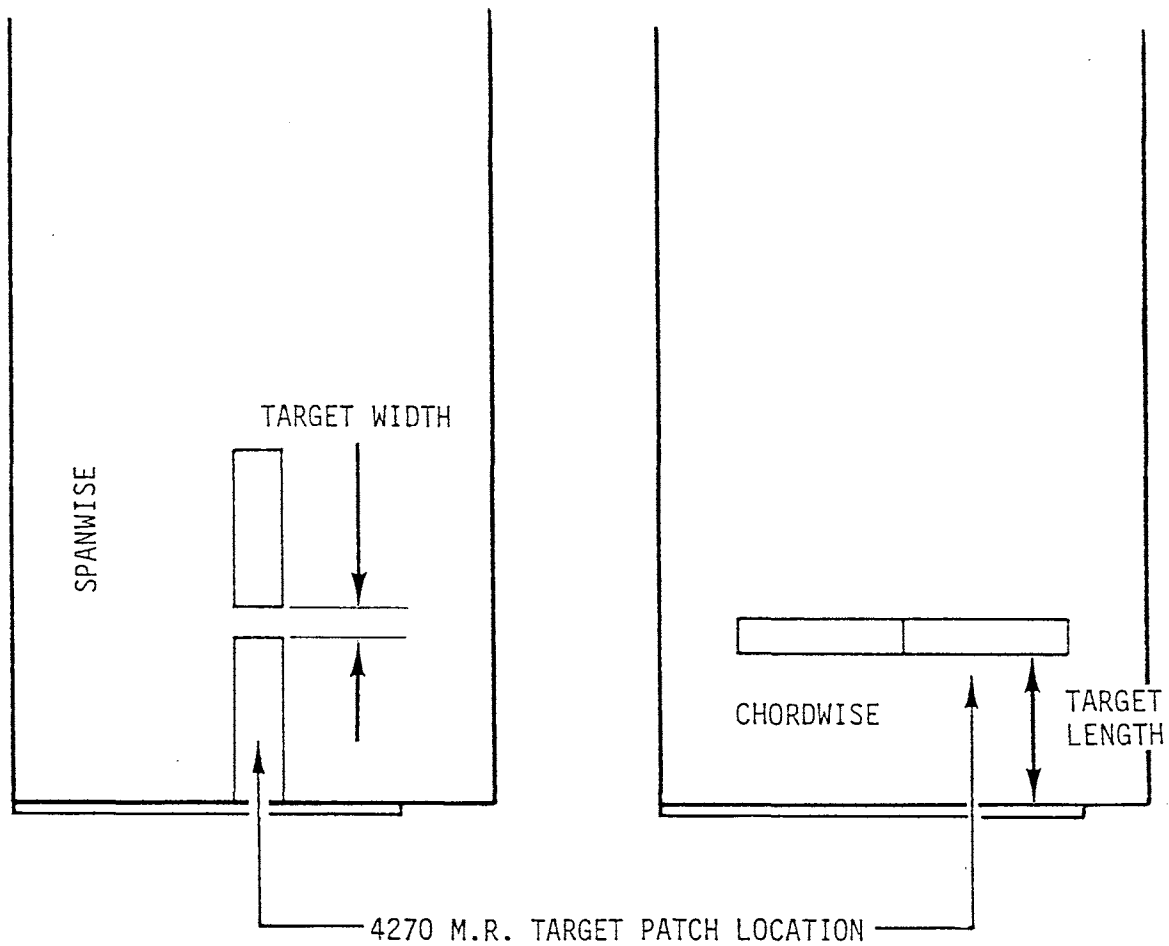 TARGET WIDTH
SPANWISE
CHORDWISE
TARGET
LENGTH
4270 M.R. TARGET PATCH LOCATION